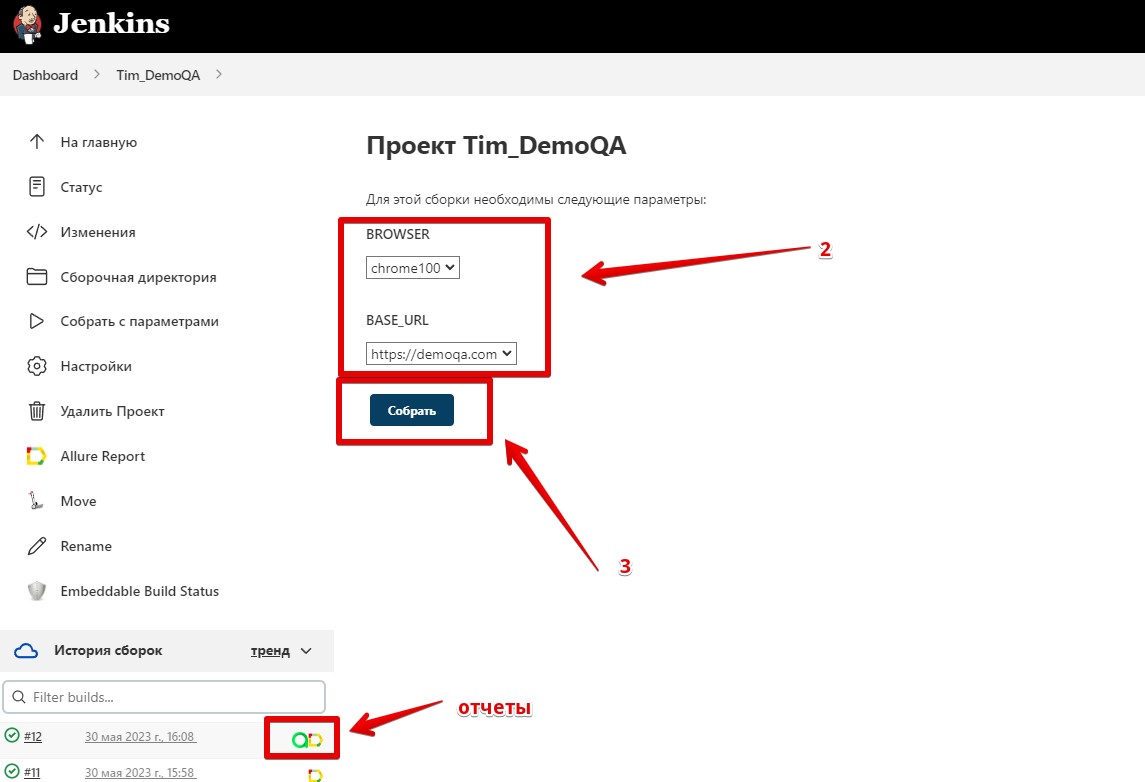 Jenkins
Dashboard > Tim_DemoQA >
На главную
Статус
Изменения
Сборочная директория
Собрать с параметрами
Настройки
Удалить Проект
Allure Report
Move
Rename
Embeddable Build Status
История сборок тренд
Filter builds...
#12 30 мая 2023 г., 16:08
#11 30 мая 2023 г., 15:58
Проект Tim_DemoQA
Для этой сборки необходимы следующие параметры:
BROWSER
chrome100
2
BASE_URL
https://demoqa.com
Собрать
3
отчеты